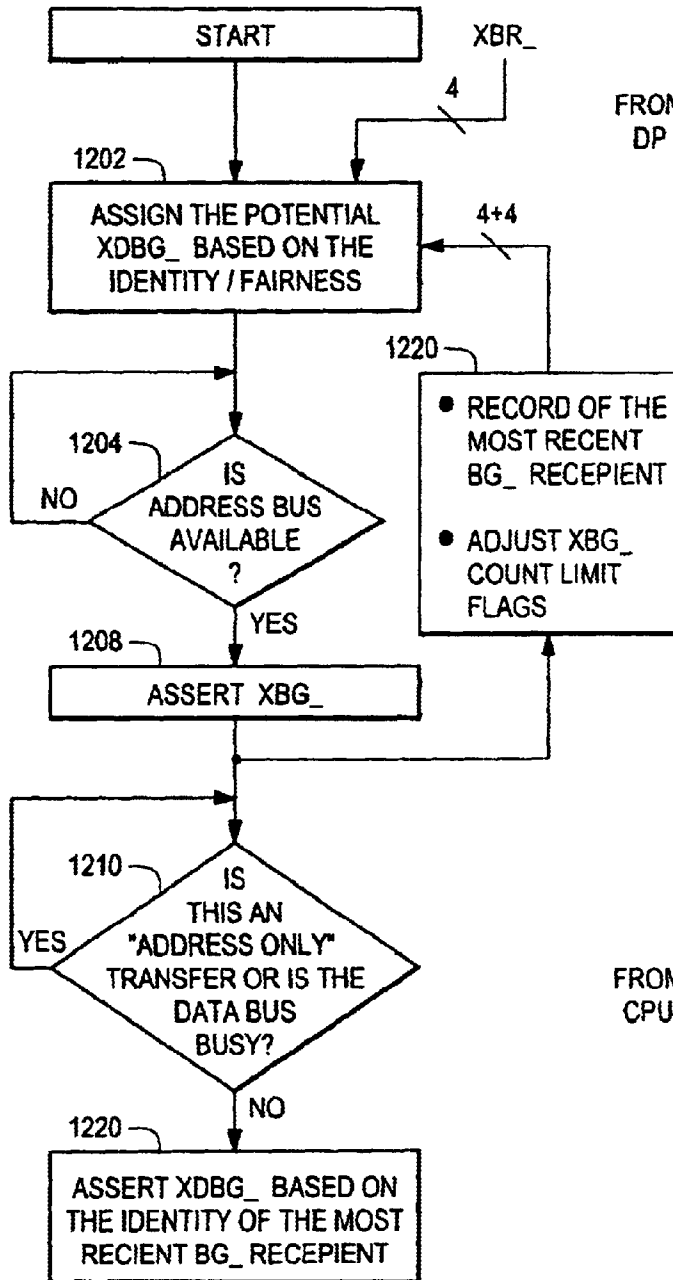 START
XBR_
4
FROM
DP
1202
ASSIGN THE POTENTIAL
XDBG_ BASED ON THE
IDENTITY / FAIRNESS
4+4
1220
• RECORD OF THE
MOST RECENT
BG_ RECEPIENT
• ADJUST XBG_
COUNT LIMIT
FLAGS
1204
IS
ADDRESS BUS
AVAILABLE
?
NO
YES
1208
ASSERT XBG_
1210
IS
THIS AN
"ADDRESS ONLY"
TRANSFER OR IS THE
DATA BUS
BUSY?
YES
NO
FROM
CPU
1220
ASSERT XDBG_ BASED ON
THE IDENTITY OF THE MOST
RECIENT BG_ RECEPIENT